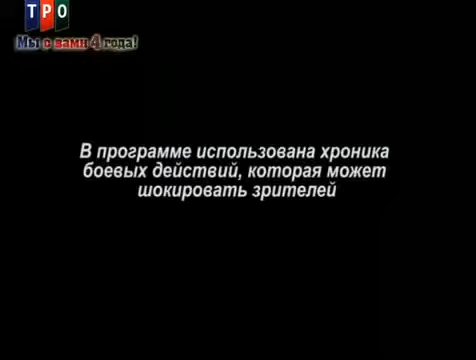 ТРО
Мы с вами 4 года!
В программе использована хроника
боевых действий, которая может
шокировать зрителей